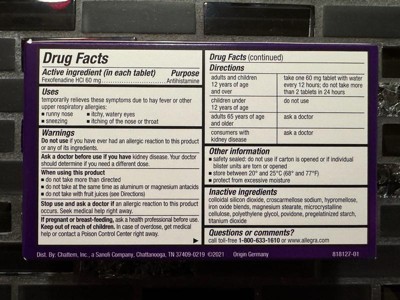 Drug Facts
Active ingredient (in each tablet) Purpose
Fexofenadine HCl 60 mg Antihistamine
Uses
temporarily relieves these symptoms due to hay fever or other
upper respiratory allergies:
■ runny nose ■ itchy, watery eyes
■ sneezing ■ itching of the nose or throat
Warnings
Do not use if you have ever had an allergic reaction to this product
or any of its ingredients.
Ask a doctor before use if you have kidney disease. Your doctor
should determine if you need a different dose.
When using this product
■ do not take more than directed
■ do not take at the same time as aluminum or magnesium antacids
■ do not take with fruit juices (see Directions)
Stop use and ask a doctor if an allergic reaction to this product
occurs. Seek medical help right away.
If pregnant or breast-feeding, ask a health professional before use.
Keep out of reach of children. In case of overdose, get medical
help or contact a Poison Control Center right away.
Drug Facts (continued)
Directions
adults and children
12 years of age
and over
take one 60 mg tablet with water
every 12 hours; do not take more
than 2 tablets in 24 hours
children under
12 years of age
do not use
adults 65 years of age
and older
ask a doctor
consumers with
kidney disease
ask a doctor
Other information
■ safety sealed: do not use if carton is opened or if individual
blister units are torn or opened
■ store between 20° and 25°C (68° and 77°F)
■ protect from excessive moisture
Inactive ingredients
colloidal silicon dioxide, croscarmellose sodium, hypromellose,
iron oxide blends, magnesium stearate, microcrystalline
cellulose, polyethylene glycol, povidone, pregelatinized starch,
titanium dioxide
Questions or comments?
call toll-free 1-800-633-1610 or www.allegra.com
Dist. By: Chattem, Inc., a Sanofi Company, Chattanooga, TN 37409-0219 ©2021 Origin Germany 818127-01